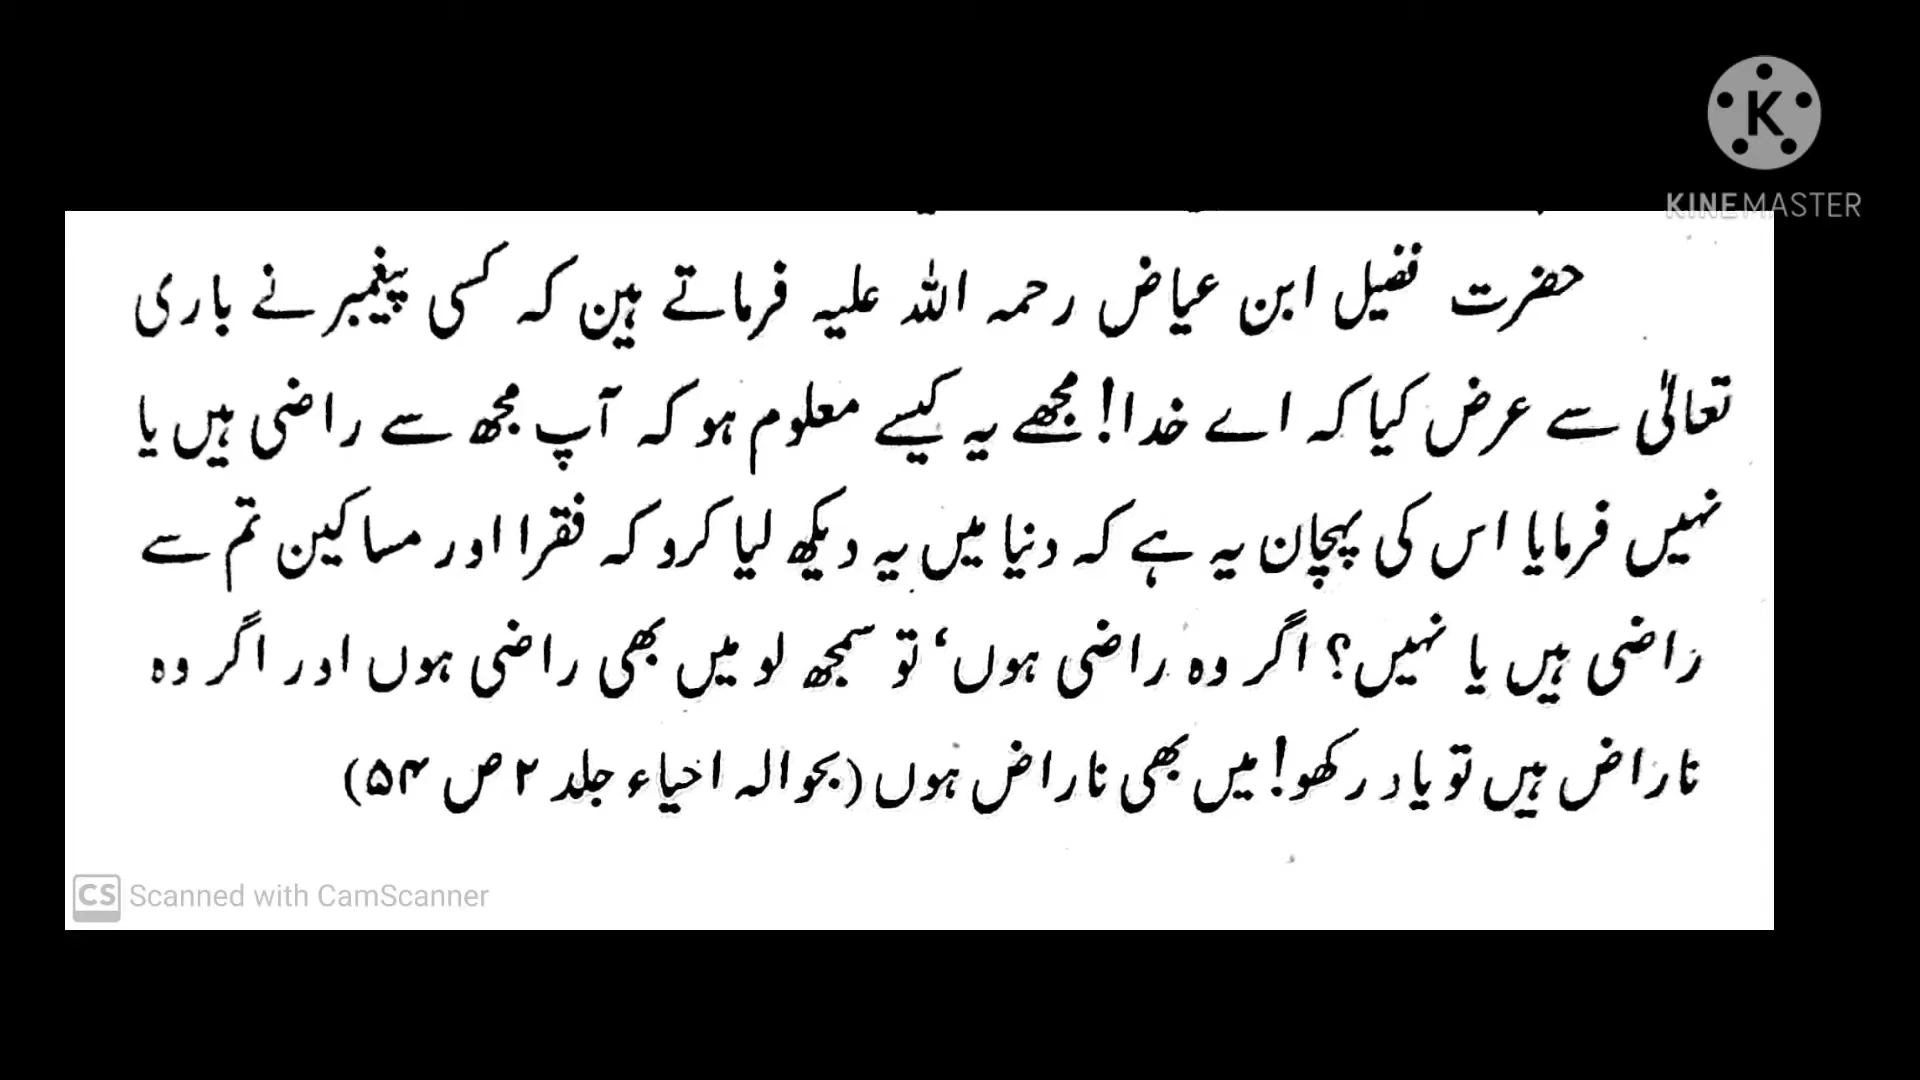 KINEMASTER
حضرت فضیل ابن عیاض رحمہ اللہ علیہ فرماتے ہین کہ کسی پیغمبر نے باری
تعالیٰ سے عرض کیا کہ اے خدا! مجھے یہ کیسے معلوم ہو کہ آپ مجھ سے راضی ہیں یا
نہیں فرمایا اس کی پہچان یہ ہے کہ دنیا میں یہ دیکھ لیا کرو کہ فقرا اور مساکین تم سے
راضی ہیں یا نہیں؟ اگر وہ راضی ہوں، تو سمجھ لو میں بھی راضی ہوں اور اگر وہ
ناراض ہیں تو یاد رکھو! میں بھی ناراض ہوں (بحوالہ احیاء جلد ۲ ص ۵۴)
CS Scanned with CamScanner